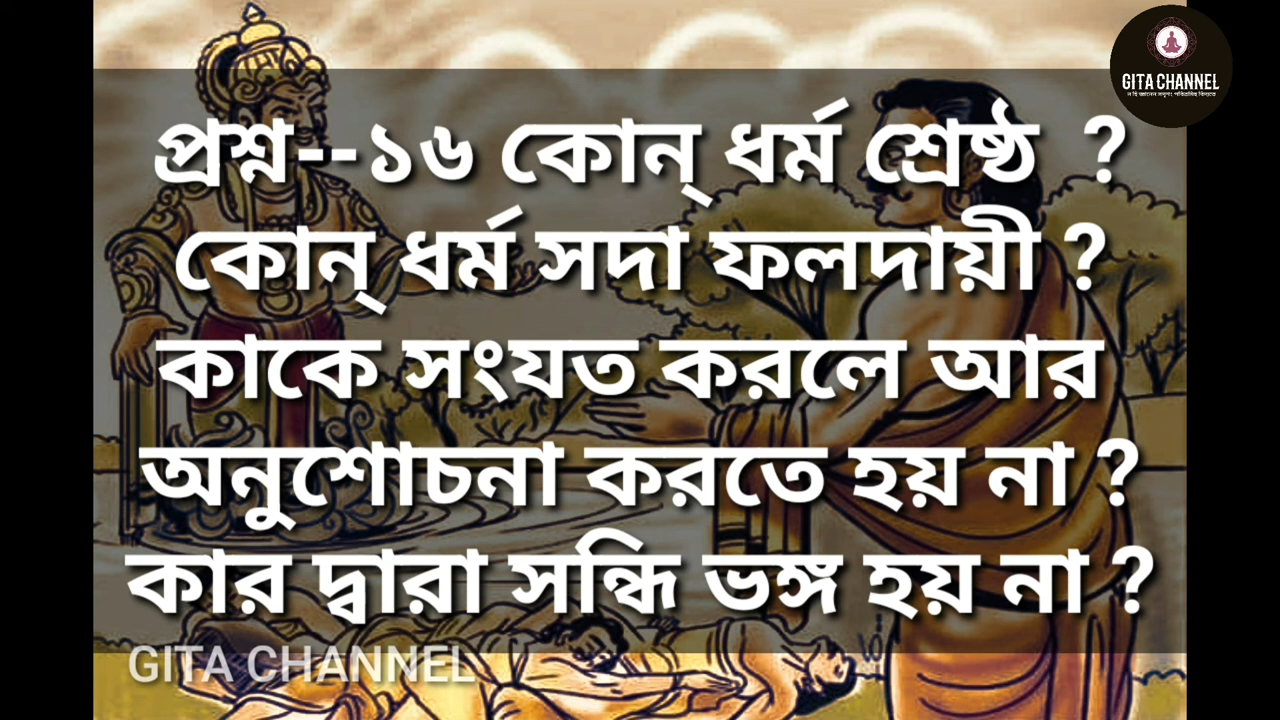 প্রশ্ন--১৬ কোন্ ধর্ম শ্রেষ্ঠ ?
কোন্ ধর্ম সদা ফলদায়ী ?
কাকে সংযত করলে আর
অনুশোচনা করতে হয় না ?
কার দ্বারা সন্ধি ভঙ্গ হয় না ?
GITA CHANNEL
GITA CHANNEL